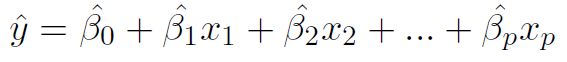 ŷ = β̂₀ + β̂₁x₁ + β̂₂x₂ + ... + β̂ₚxₚ